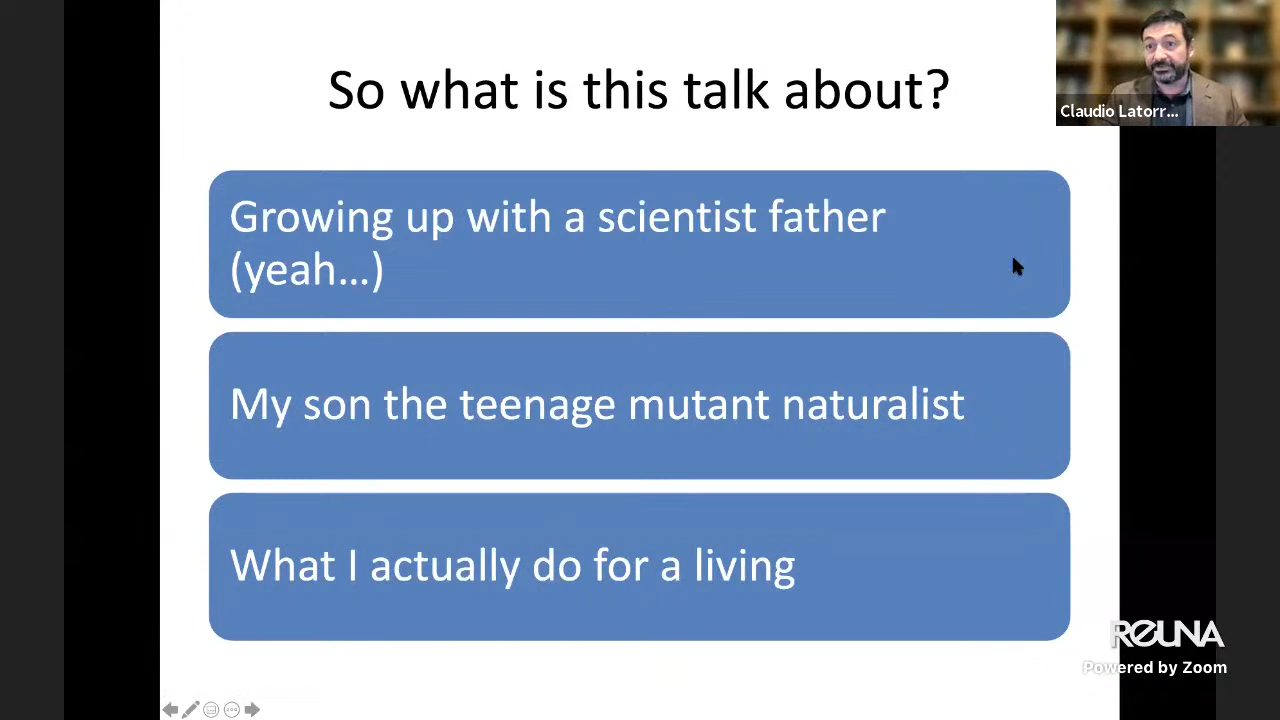 So what is this talk about?
Claudio Latorr...
Growing up with a scientist father
(yeah...)
My son the teenage mutant naturalist
What I actually do for a living
REUNA
Powered by Zoom